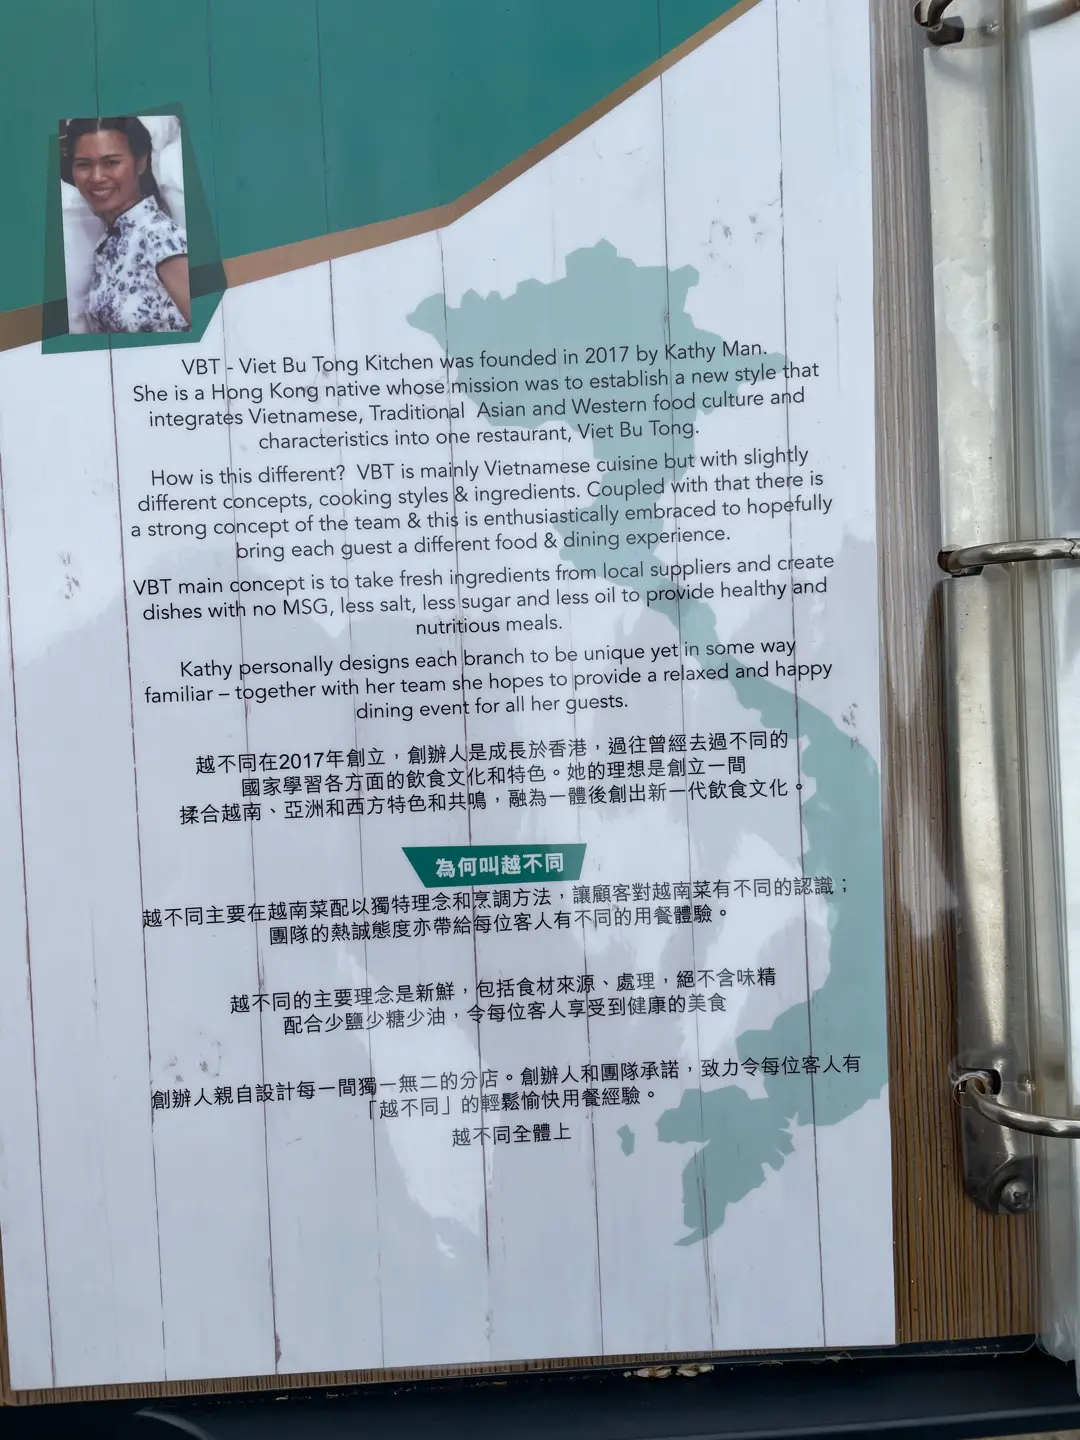 VBT - Viet Bu Tong Kitchen was founded in 2017 by Kathy Man.
She is a Hong Kong native whose mission was to establish a new style that
integrates Vietnamese, Traditional Asian and Western food culture and
characteristics into one restaurant, Viet Bu Tong.
How is this different? VBT is mainly Vietnamese cuisine but with slightly
different concepts, cooking styles & ingredients. Coupled with that there is
a strong concept of the team & this is enthusiastically embraced to hopefully
bring each guest a different food & dining experience.
VBT main concept is to take fresh ingredients from local suppliers and create
dishes with no MSG, less salt, less sugar and less oil to provide healthy and
nutritious meals.
Kathy personally designs each branch to be unique yet in some way
familiar – together with her team she hopes to provide a relaxed and happy
dining event for all her guests.
越不同在2017年創立，創辦人是成長於香港，過往曾經去過不同的
國家學習各方面的飲食文化和特色。她的理想是創立一間
揉合越南、亞洲和西方特色和共鳴，融為一體後創出新一代飲食文化。
為何叫越不同
越不同主要在越南菜配以獨特理念和烹調方法，讓顧客對越南菜有不同的認識；
團隊的熱誠態度亦帶給每位客人有不同的用餐體驗。
越不同的主要理念是新鮮，包括食材來源、處理，絕不含味精
配合少鹽少糖少油，令每位客人享受到健康的美食
創辦人親自設計每一間獨一無二的分店。創辦人和團隊承諾，致力令每位客人有
「越不同」的輕鬆愉快用餐經驗。
越不同全體上